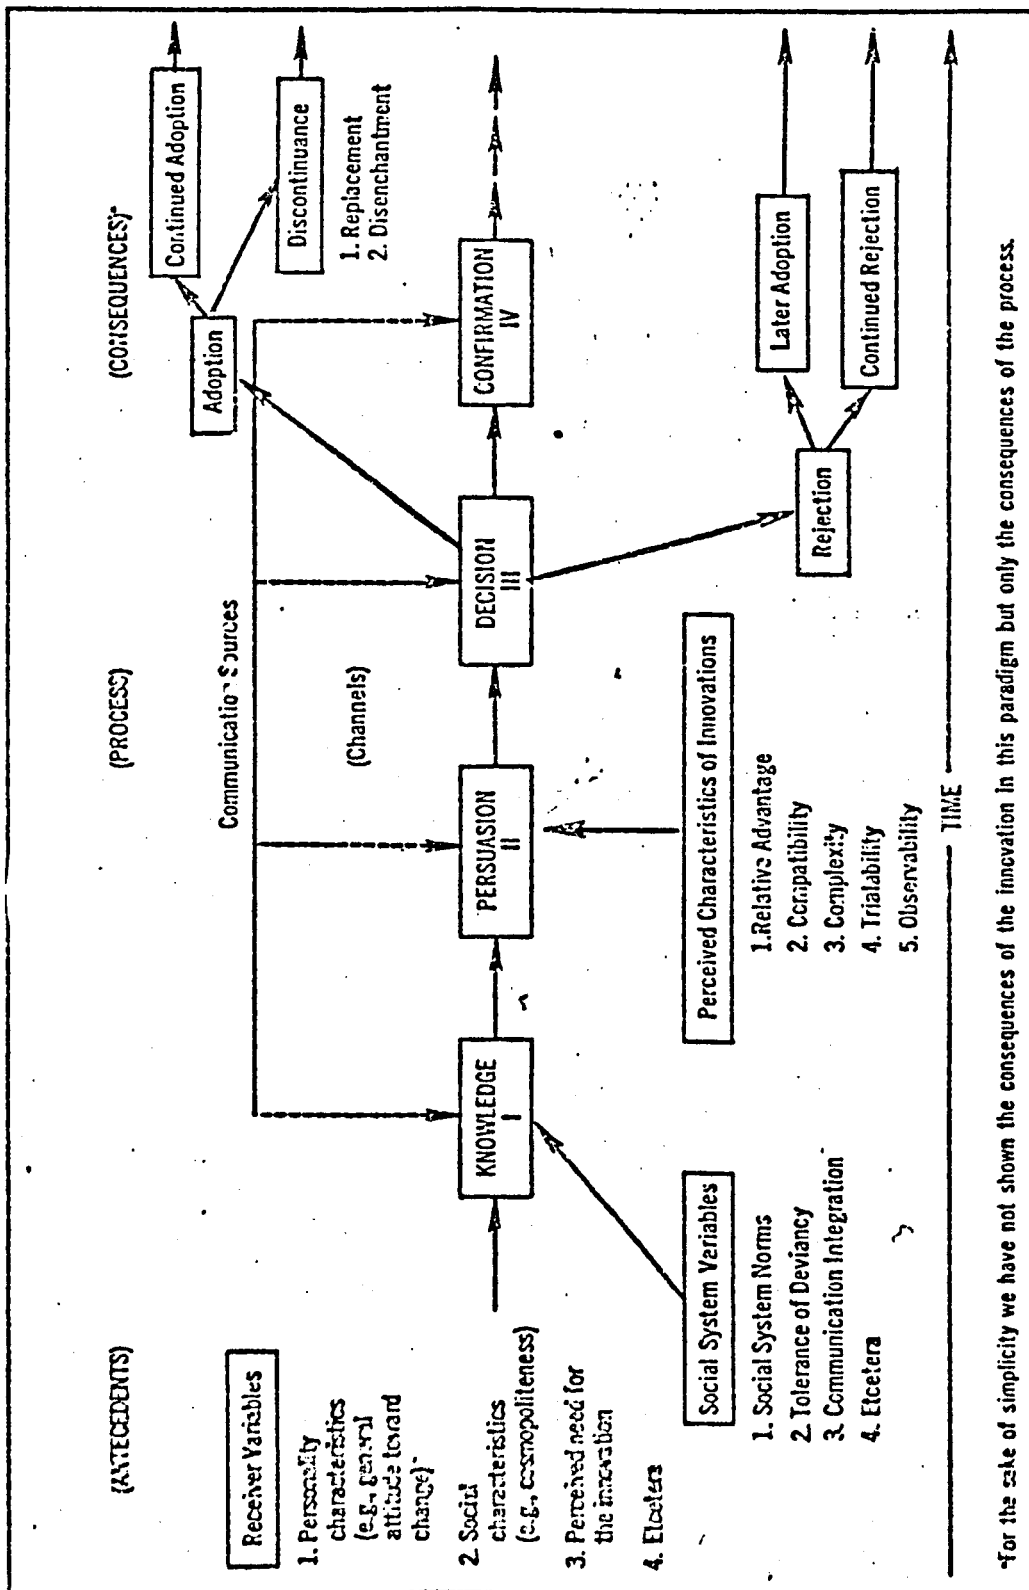 (ANTECEDENTS)
(PROCESS)
(CONSEQUENCES)*
Receiver Variables
1. Personality
characteristics
(e.g., general
attitude toward
change)
2. Social
characteristics
(e.g., cosmopoliteness)
3. Perceived need for
the innovation
4. Etcetera
Social System Variables
1. Social System Norms
2. Tolerance of Deviancy
3. Communication Integration
4. Etcetera
Communication Sources
(Channels)
KNOWLEDGE
I
PERSUASION
II
DECISION
III
CONFIRMATION
IV
Perceived Characteristics of Innovations
1. Relative Advantage
2. Compatibility
3. Complexity
4. Trialability
5. Observability
Adoption
Continued Adoption
Discontinuance
1. Replacement
2. Disenchantment
Rejection
Later Adoption
Continued Rejection
TIME
*For the sake of simplicity we have not shown the consequences of the innovation in this paradigm but only the consequences of the process.